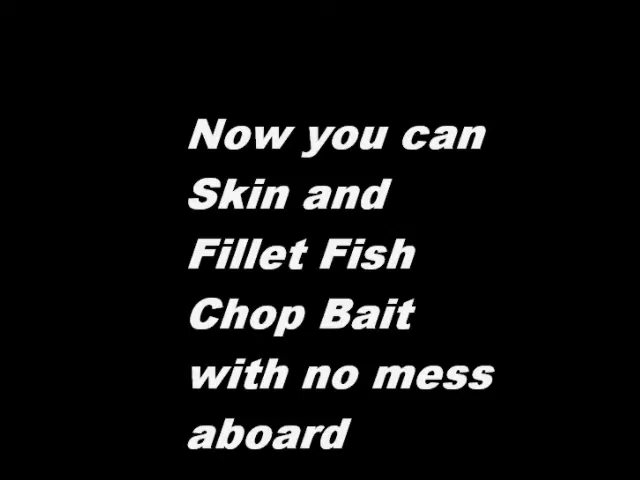 Now you can
Skin and
Fillet Fish
Chop Bait
with no mess
aboard